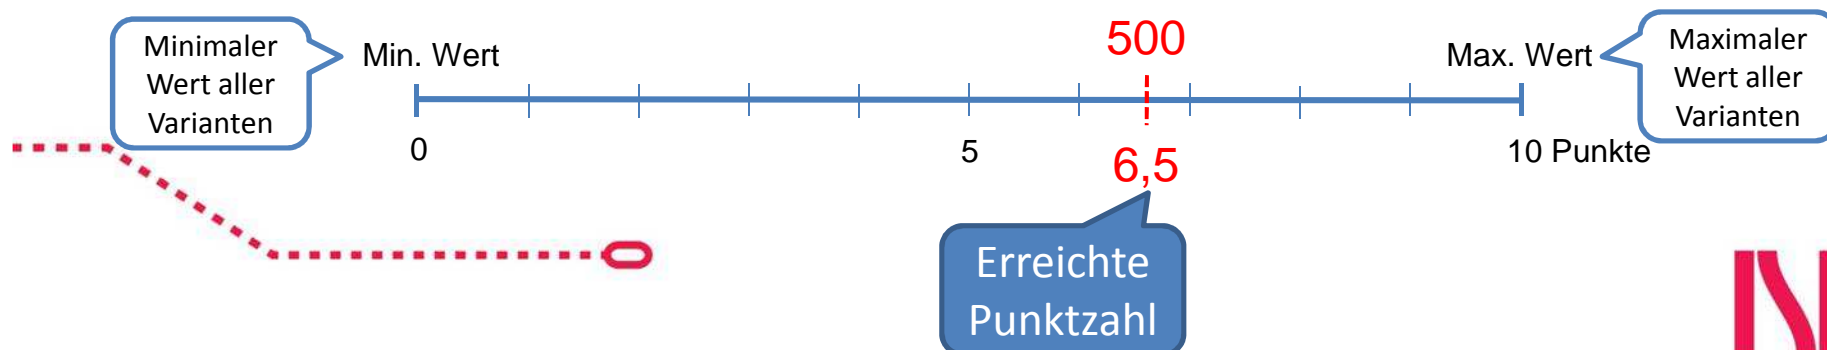 Minimaler
Wert aller
Varianten
Min. Wert
500
Max. Wert
Maximaler
Wert aller
Varianten
0
5
6,5
10 Punkte
Erreichte
Punktzahl